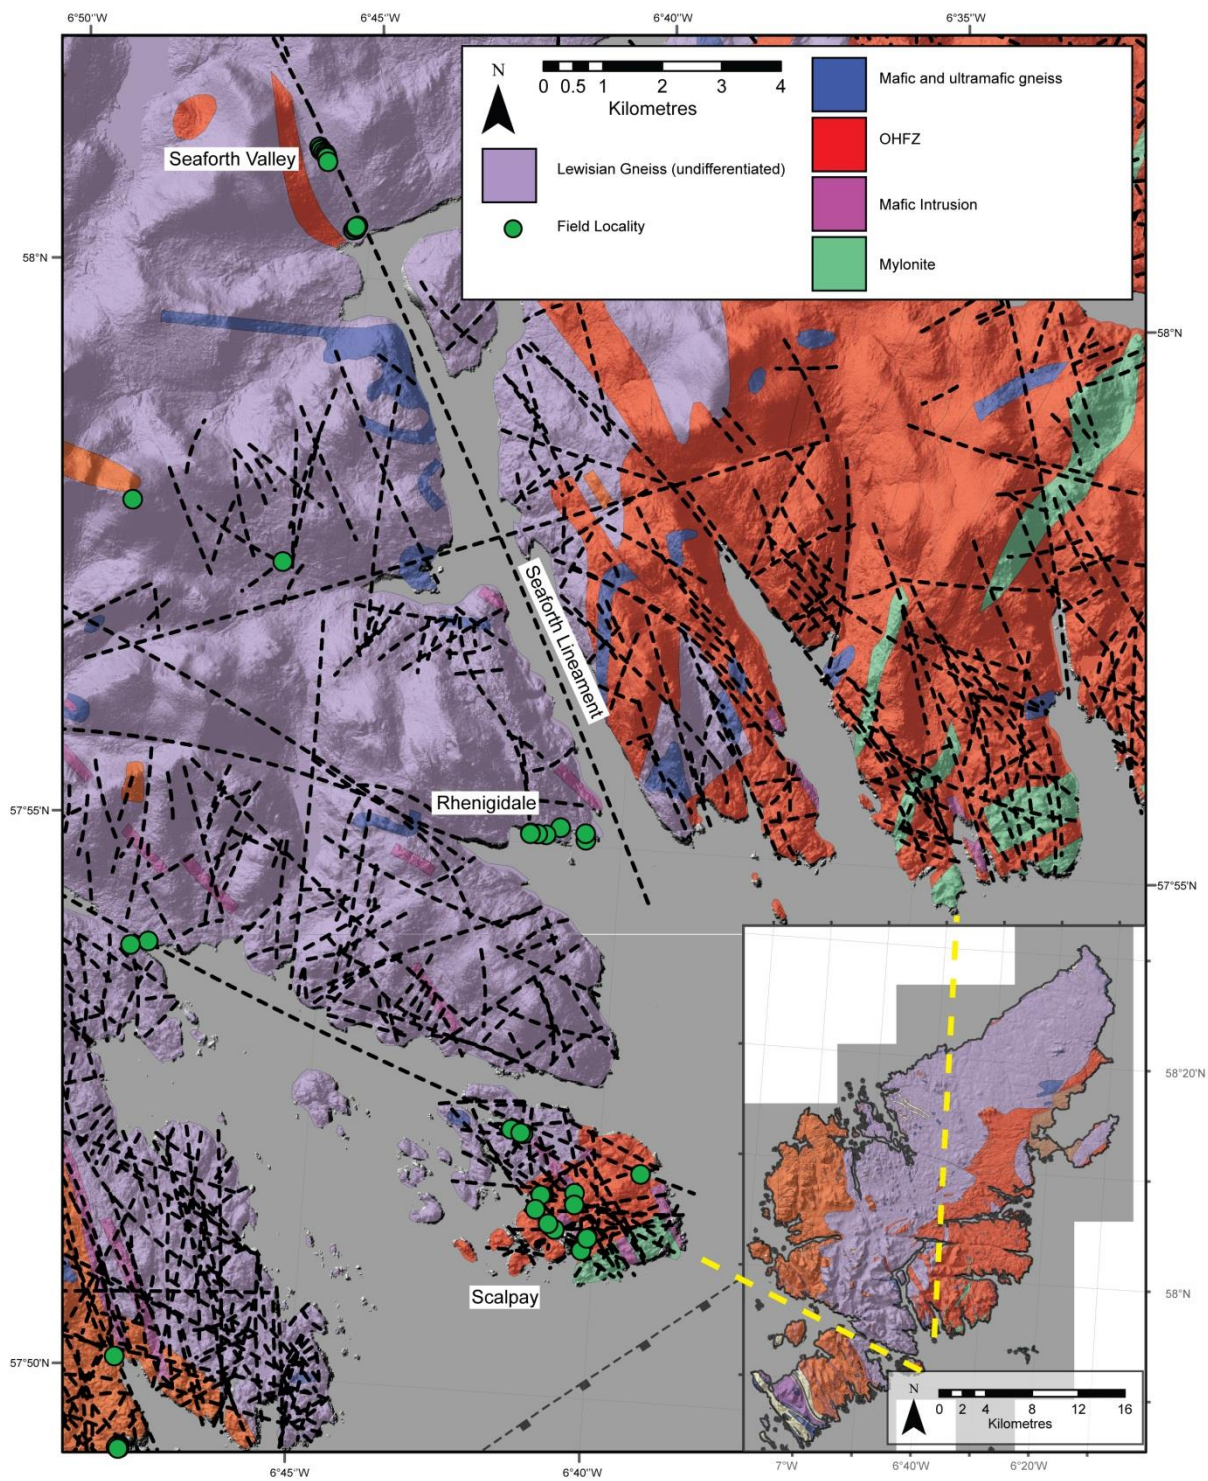 6°50'W
6°45'W
6°40'W
6°35'W
N
0 0.5 1 2 3 4
Kilometres
Lewisian Gneiss (undifferentiated)
Field Locality
Mafic and ultramafic gneiss
OHFZ
Mafic Intrusion
Mylonite
Seaforth Valley
58°N
58°N
Seaforth Lineament
57°55'N
Rhenigidale
57°55'N
58°20'N
58°N
Scalpay
57°50'N
N
0 2 4 8 12 16
Kilometres
6°45'W
6°40'W
7°W
6°40'W
6°20'W